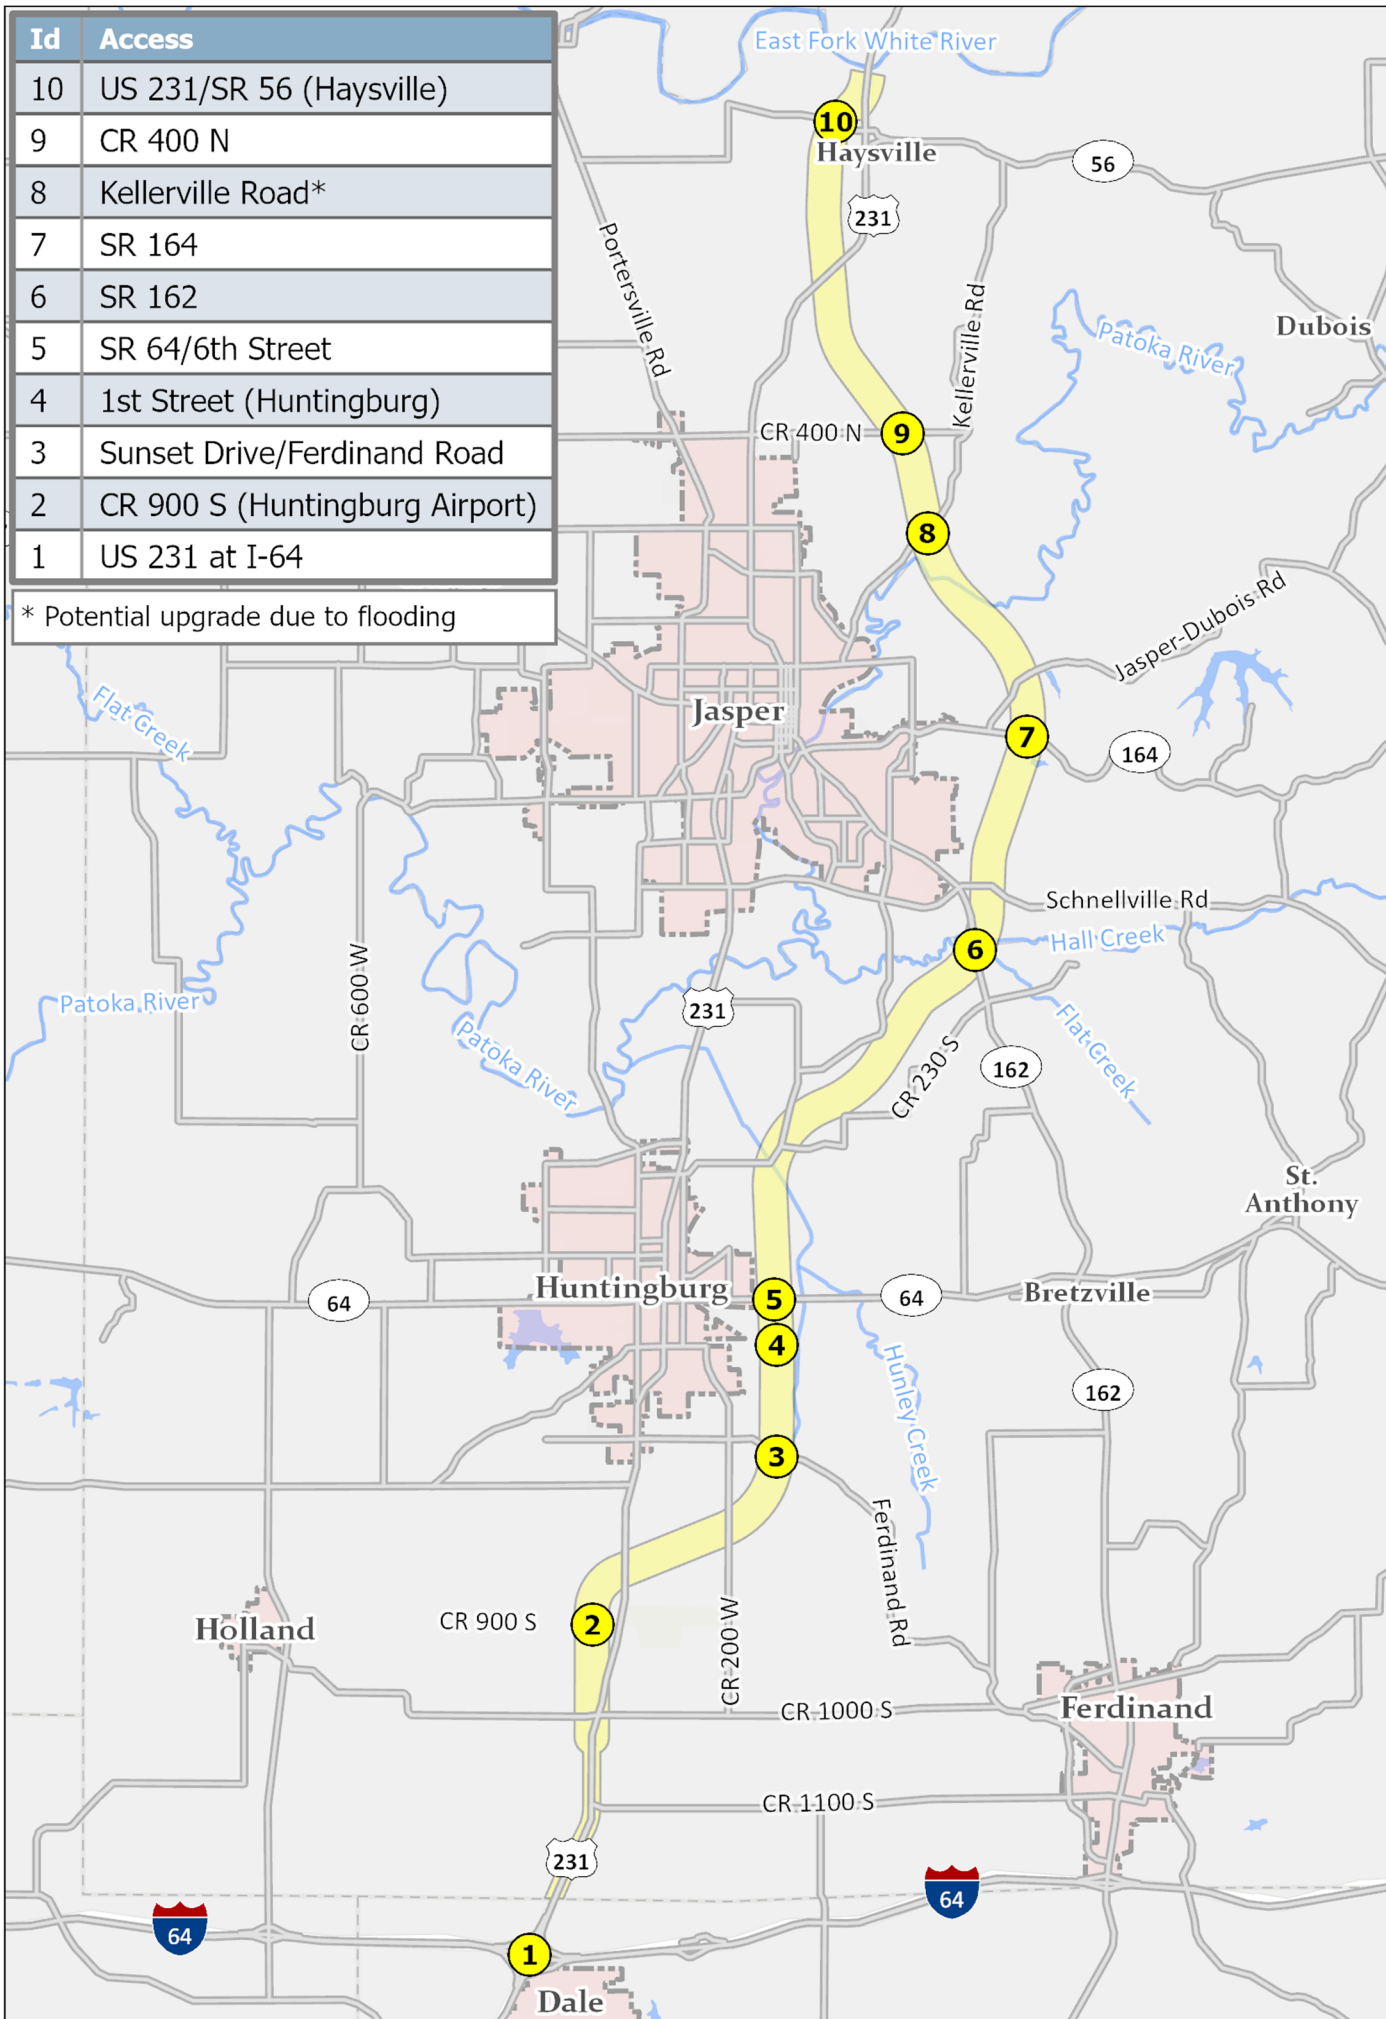 Id Access
10 US 231/SR 56 (Haysville)
9 CR 400 N
8 Kellerville Road*
7 SR 164
6 SR 162
5 SR 64/6th Street
4 1st Street (Huntingburg)
3 Sunset Drive/Ferdinand Road
2 CR 900 S (Huntingburg Airport)
1 US 231 at I-64
* Potential upgrade due to flooding
East Fork White River
10
Haysville
56
231
Portersville Rd
Kellerville Rd
Dubois
Patoka River
CR 400 N
9
8
Jasper-Dubois Rd
Flat Creek
Jasper
7
164
Schnellville Rd
Hall Creek
6
CR 600 W
Patoka River
231
Patoka River
Flat Creek
CR 230 S
162
St.
Anthony
Huntingburg
64
5
64
Bretzville
4
Hunley Creek
162
3
Ferdinand Rd
Holland
CR 900 S
2
CR 200 W
CR 1000 S
Ferdinand
CR 1100 S
231
64
64
1
Dale